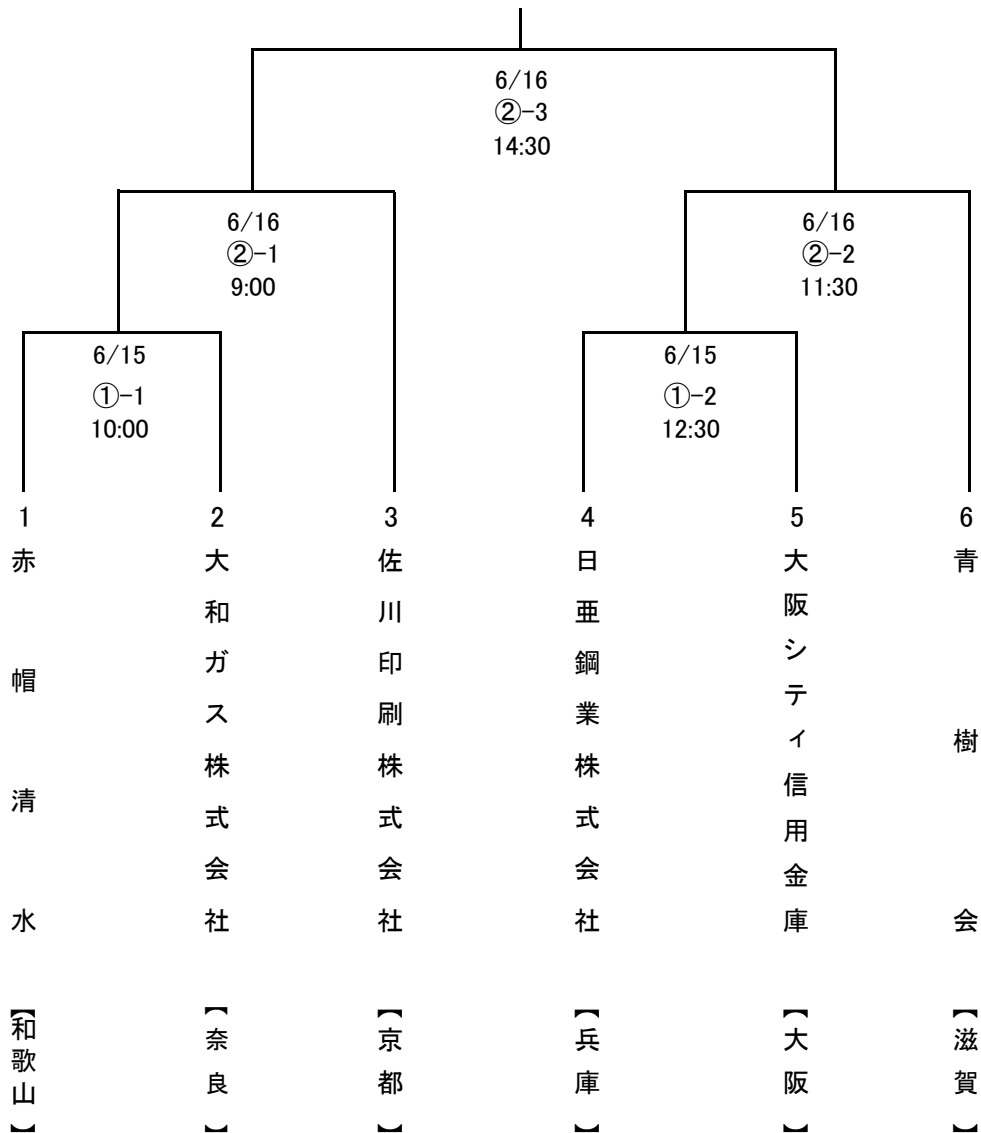 6/16
②-3
14:30
6/16
②-1
9:00
6/16
②-2
11:30
6/15
①-1
10:00
6/15
①-2
12:30
1
赤帽清水
【和歌山】
2
大和ガス株式会社
【奈良】
3
佐川印刷株式会社
【京都】
4
日亜鋼業株式会社
【兵庫】
5
大阪シティ信用金庫
【大阪】
6
青樹会
【滋賀】